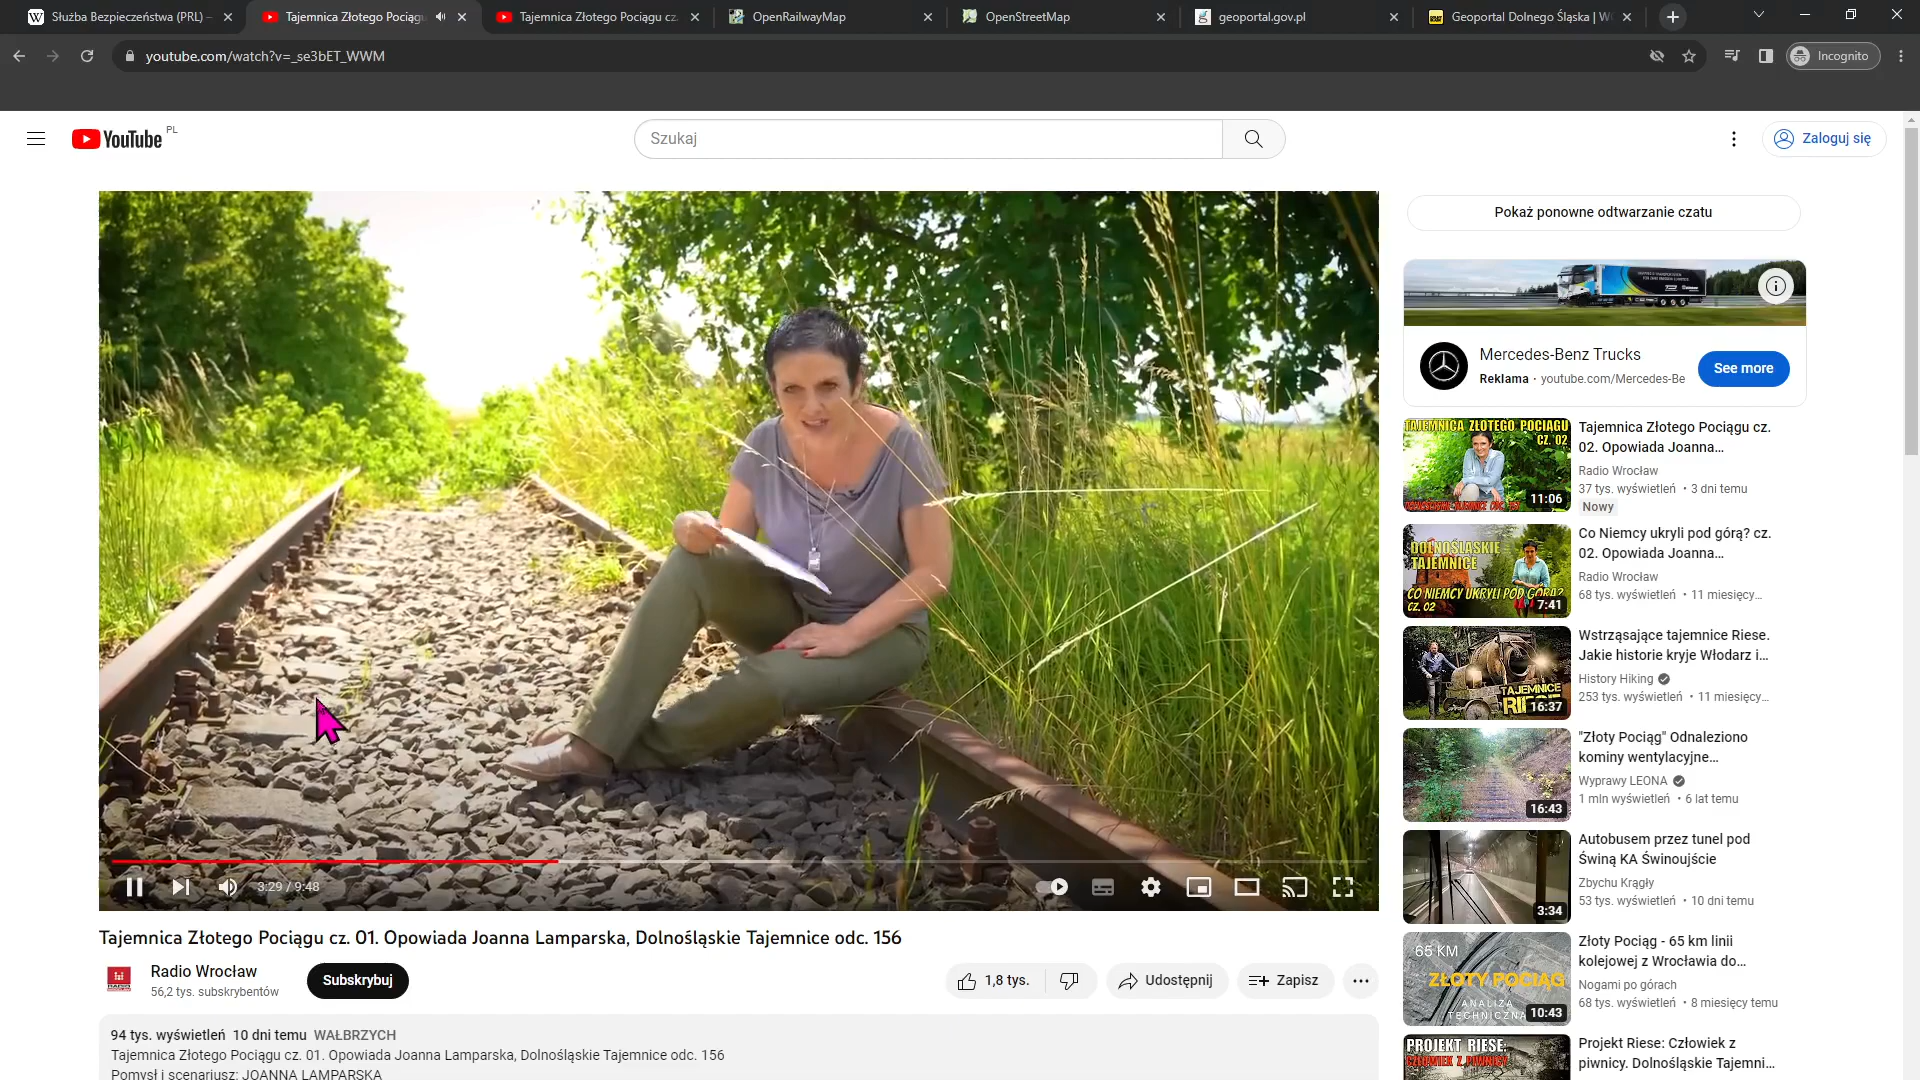 Służba Bezpieczeństwa (PRL) –
Tajemnica Złotego Pociągu
Tajemnica Złotego Pociągu cz.
OpenRailwayMap
OpenStreetMap
geoportal.gov.pl
Geoportal Dolnego Śląska | W
youtube.com/watch?v=_se3bET_WWM
Incognito
YouTube PL
Szukaj
Zaloguj się
Pokaż ponowne odtwarzanie czatu
Mercedes-Benz Trucks
Reklama · youtube.com/Mercedes-Be
See more
TAJEMNICA ZŁOTEGO POCIĄGU
CZ. 02
11:06
Tajemnica Złotego Pociągu cz.
02. Opowiada Joanna...
Radio Wrocław
37 tys. wyświetleń • 3 dni temu
Nowy
DOLNOŚLĄSKIE
TAJEMNICE
CO NIEMCY UKRYLI POD GÓRĄ?
CZ. 02
7:41
Co Niemcy ukryli pod górą? cz.
02. Opowiada Joanna...
Radio Wrocław
68 tys. wyświetleń • 11 miesięcy...
TAJEMNICE
16:37
Wstrząsające tajemnice Riese.
Jakie historie kryje Włodarz i...
History Hiking
253 tys. wyświetleń • 11 miesięcy...
16:43
"Złoty Pociąg" Odnaleziono
kominy wentylacyjne...
Wyprawy LEONA
1 mln wyświetleń • 6 lat temu
3:34
Autobusem przez tunel pod
Świną KA Świnoujście
Zbychu Krągły
53 tys. wyświetleń • 10 dni temu
65 KM
ZŁOTY POCIĄG
ANALIZA
TECHNICZNA
10:43
Złoty Pociąg - 65 km linii
kolejowej z Wrocławia do...
Nogami po górach
68 tys. wyświetleń • 8 miesięcy temu
PROJEKT RIESE:
CZŁOWIEK Z PIWNICY
Projekt Riese: Człowiek z
piwnicy. Dolnośląskie Tajemni...
3:29 / 9:48
Tajemnica Złotego Pociągu cz. 01. Opowiada Joanna Lamparska, Dolnośląskie Tajemnice odc. 156
Radio Wrocław
56,2 tys. subskrybentów
Subskrybuj
1,8 tys.
Udostępnij
Zapisz
94 tys. wyświetleń 10 dni temu WAŁBRZYCH
Tajemnica Złotego Pociągu cz. 01. Opowiada Joanna Lamparska, Dolnośląskie Tajemnice odc. 156
Pomysł i scenariusz: JOANNA LAMPARSKA